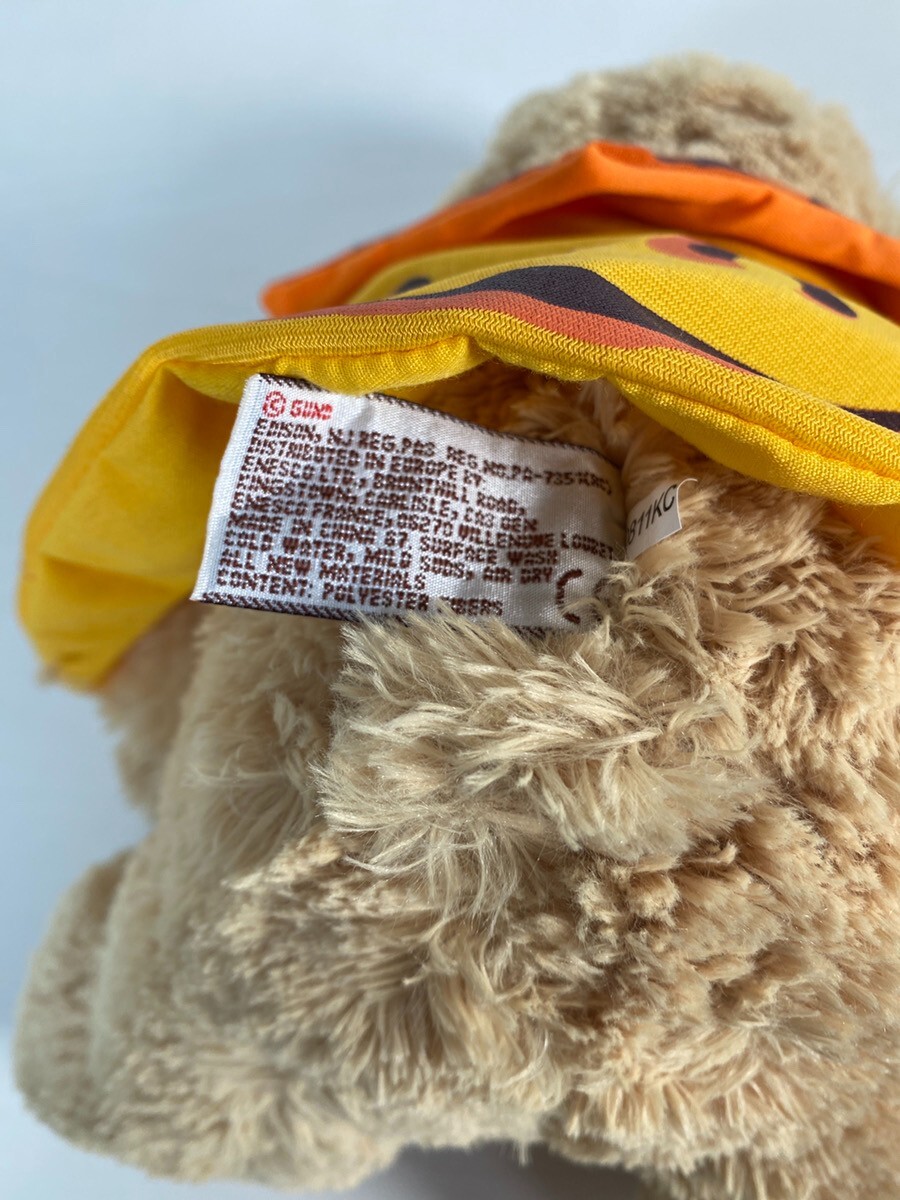 © GUND
EDISON, NJ REG.PA REG.NO.PA-7351(RC)
DISTRIBUTED IN EUROPE BY:
ENESCO LTD, BRUNTHILL ROAD,
KINGSTOWN, CARLISLE, CA3 0EN
ENESCO FRANCE, 06270 VILLENEUVE LOUBET
MADE IN CHINA 67, SURFACE WASH
COLD WATER, MILD SUDS, AIR DRY
ALL NEW MATERIALS
CONTENT: POLYESTER FIBERS
811KG